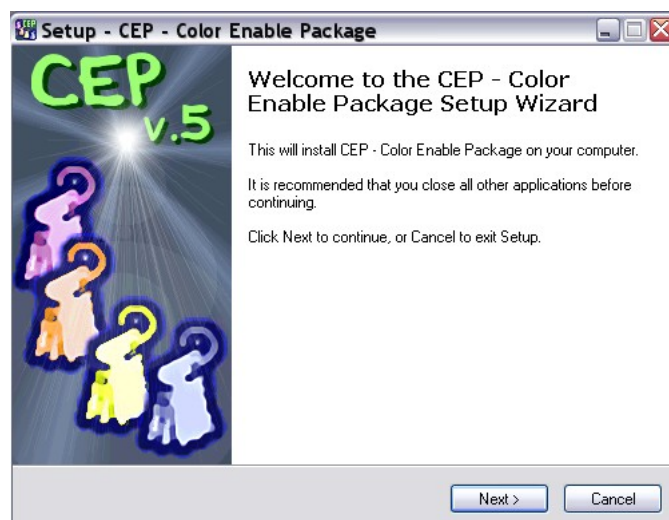 Setup - CEP - Color Enable Package
CEP
v.5
Welcome to the CEP - Color
Enable Package Setup Wizard
This will install CEP - Color Enable Package on your computer.
It is recommended that you close all other applications before
continuing.
Click Next to continue, or Cancel to exit Setup.
Next >
Cancel